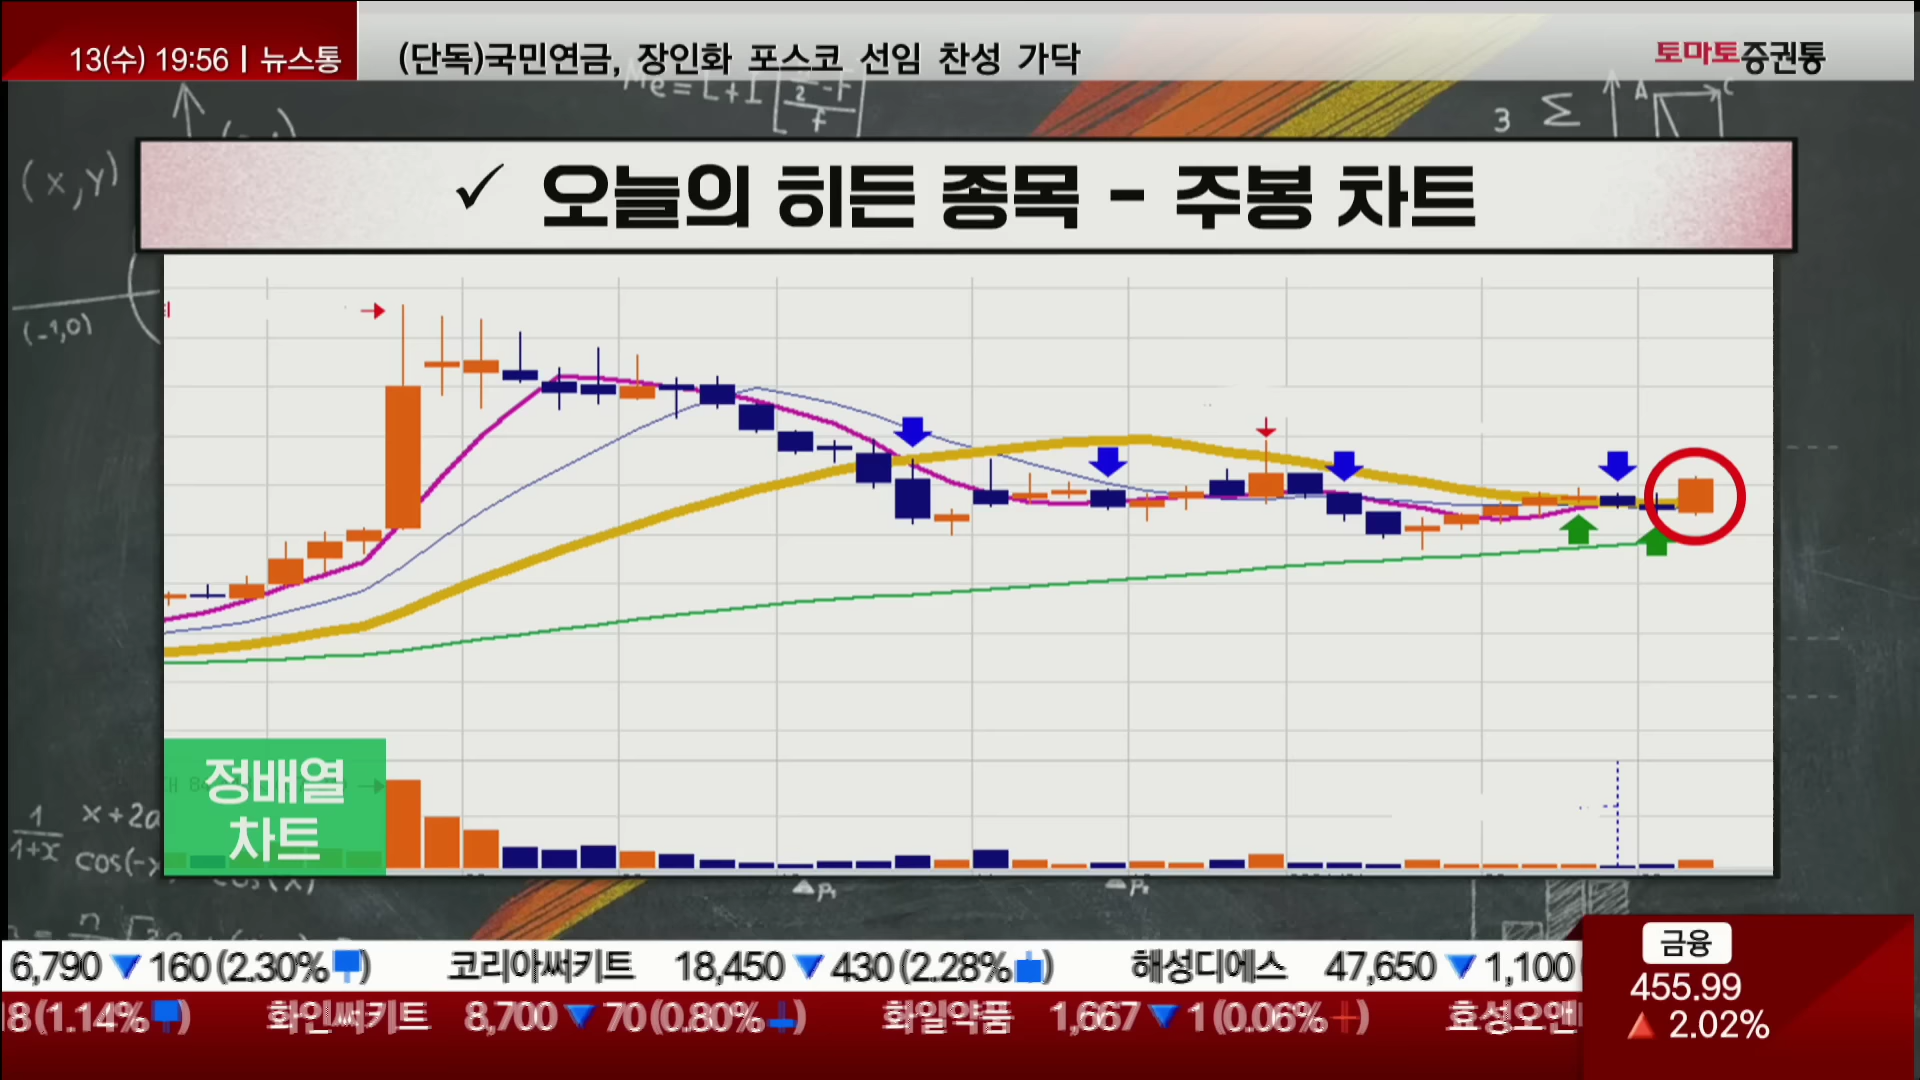 13(수) 19:56 | 뉴스통
(단독)국민연금, 장인화 포스코 선임 찬성 가닥
토마토증권통
✓ 오늘의 히든 종목 - 주봉 차트
(x,y)
(-1,0)
3 Σ
A
정배열
차트
금융
455.99
▲ 2.02%
6,790 ▼ 160 (2.30%) 코리아써키트 18,450 ▼ 430 (2.28%) 해성디에스 47,650 ▼ 1,100
8 (1.14%) 화인써키트 8,700 ▼ 70 (0.80%) 화일약품 1,667 ▼ 1 (0.06%) 효성오앤